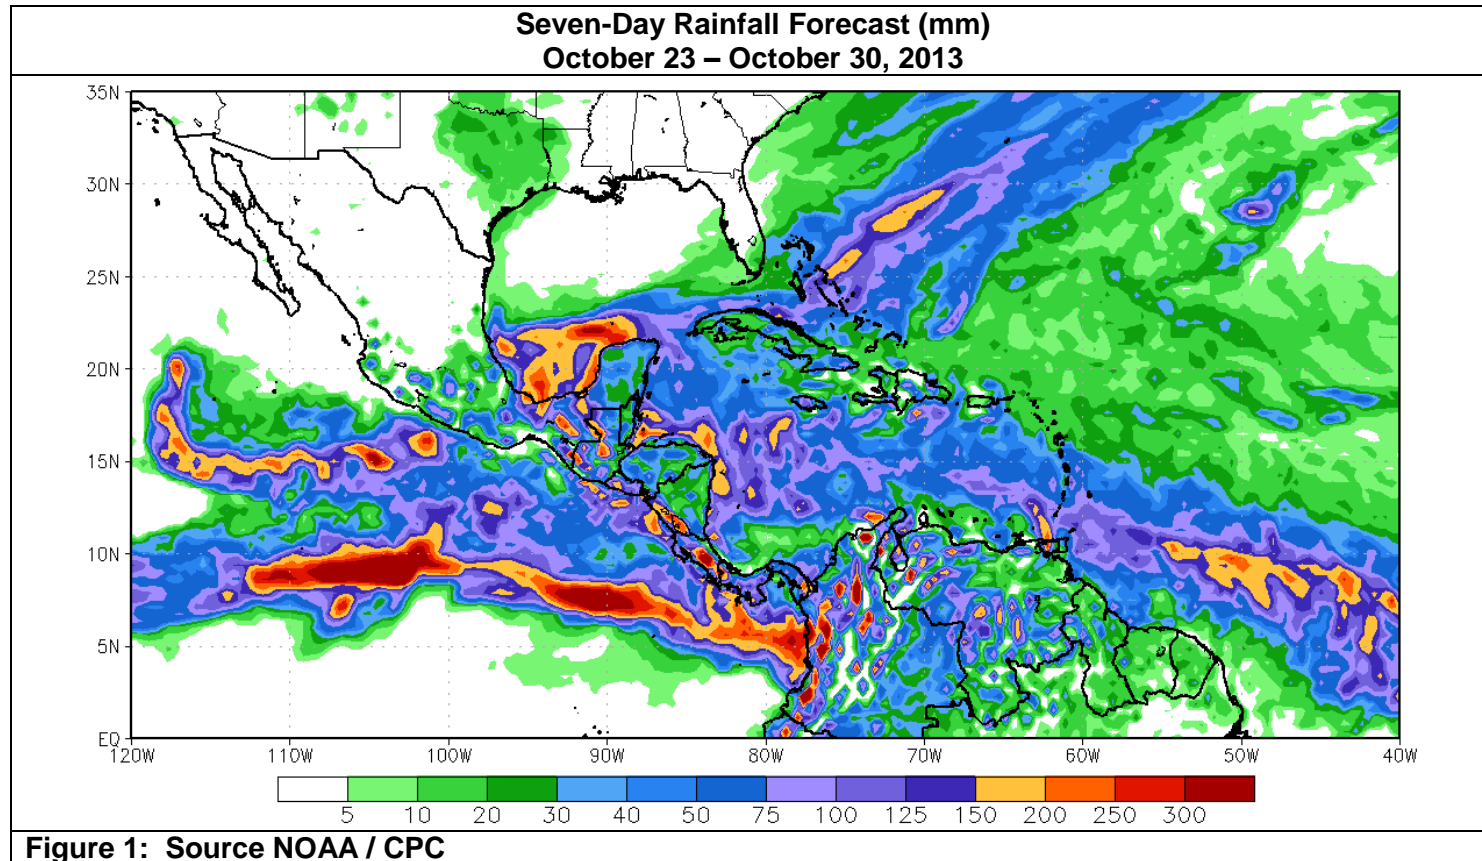 Seven-Day Rainfall Forecast (mm)
October 23 – October 30, 2013
35N
30N
25N
20N
15N
10N
5N
EQ
120W 110W 100W 90W 80W 70W 60W 50W 40W
5 10 20 30 40 50 75 100 125 150 200 250 300
Figure 1: Source NOAA / CPC